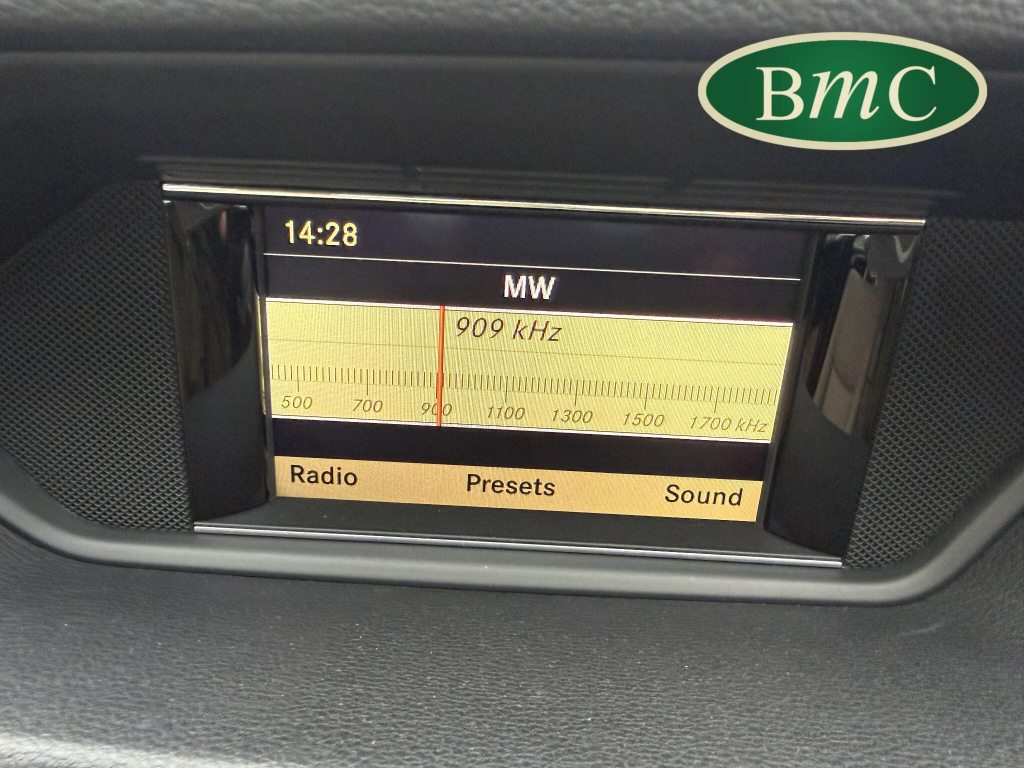 BmC
14:28
MW
909 kHz
500 700 900 1100 1300 1500 1700 kHz
Radio Presets Sound